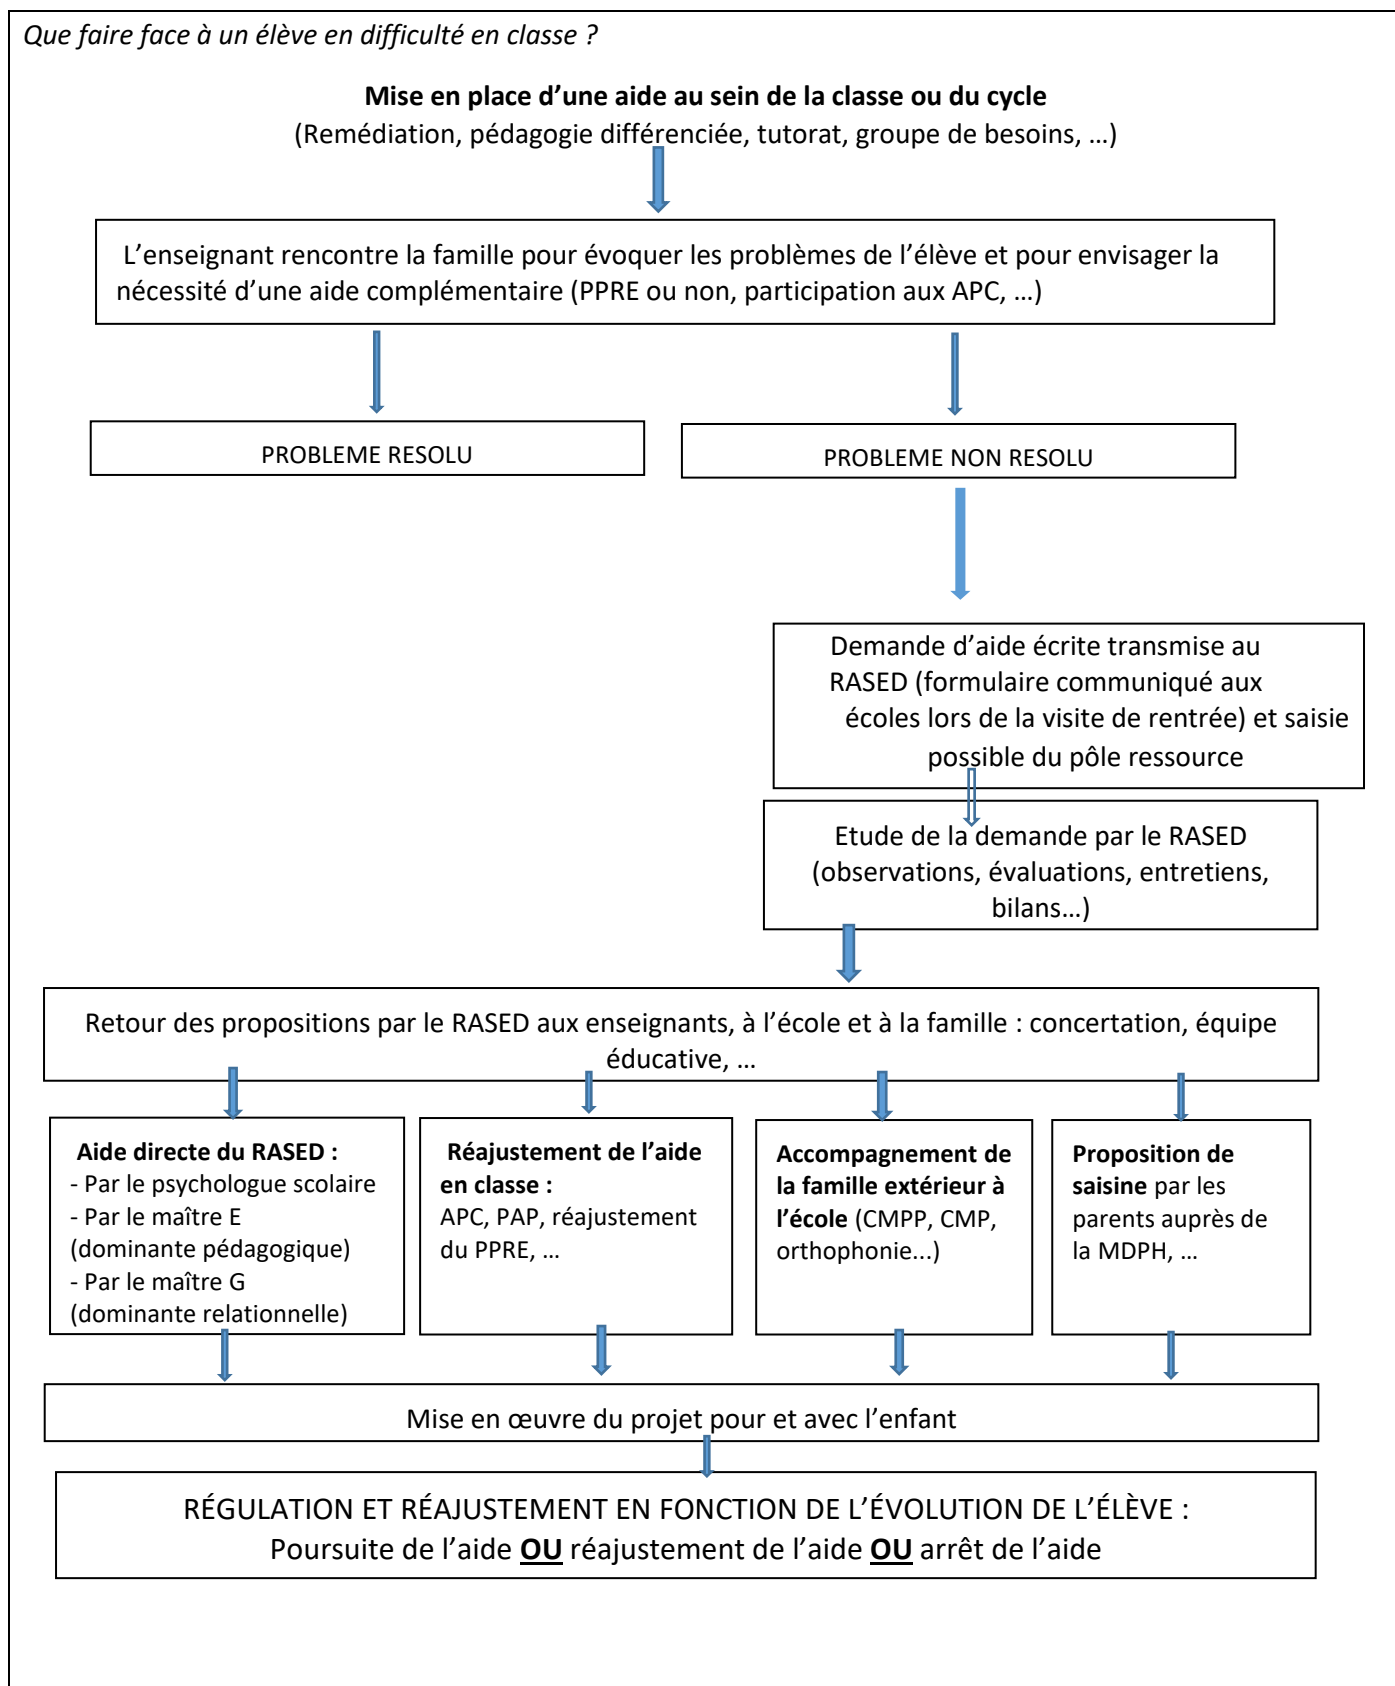 Que faire face à un élève en difficulté en classe ?
Mise en place d’une aide au sein de la classe ou du cycle
(Remédiation, pédagogie différenciée, tutorat, groupe de besoins, …)
L’enseignant rencontre la famille pour évoquer les problèmes de l’élève et pour envisager la
nécessité d’une aide complémentaire (PPRE ou non, participation aux APC, …)
PROBLEME RESOLU
PROBLEME NON RESOLU
Demande d’aide écrite transmise au
RASED (formulaire communiqué aux
écoles lors de la visite de rentrée) et saisie
possible du pôle ressource
Etude de la demande par le RASED
(observations, évaluations, entretiens,
bilans…)
Retour des propositions par le RASED aux enseignants, à l’école et à la famille : concertation, équipe
éducative, …
Aide directe du RASED :
- Par le psychologue scolaire
- Par le maître E
(dominante pédagogique)
- Par le maître G
(dominante relationnelle)
Réajustement de l’aide
en classe :
APC, PAP, réajustement
du PPRE, …
Accompagnement de
la famille extérieur à
l’école (CMPP, CMP,
orthophonie...)
Proposition de
saisine par les
parents auprès de
la MDPH, …
Mise en œuvre du projet pour et avec l’enfant
RÉGULATION ET RÉAJUSTEMENT EN FONCTION DE L’ÉVOLUTION DE L’ÉLÈVE :
Poursuite de l’aide OU réajustement de l’aide OU arrêt de l’aide